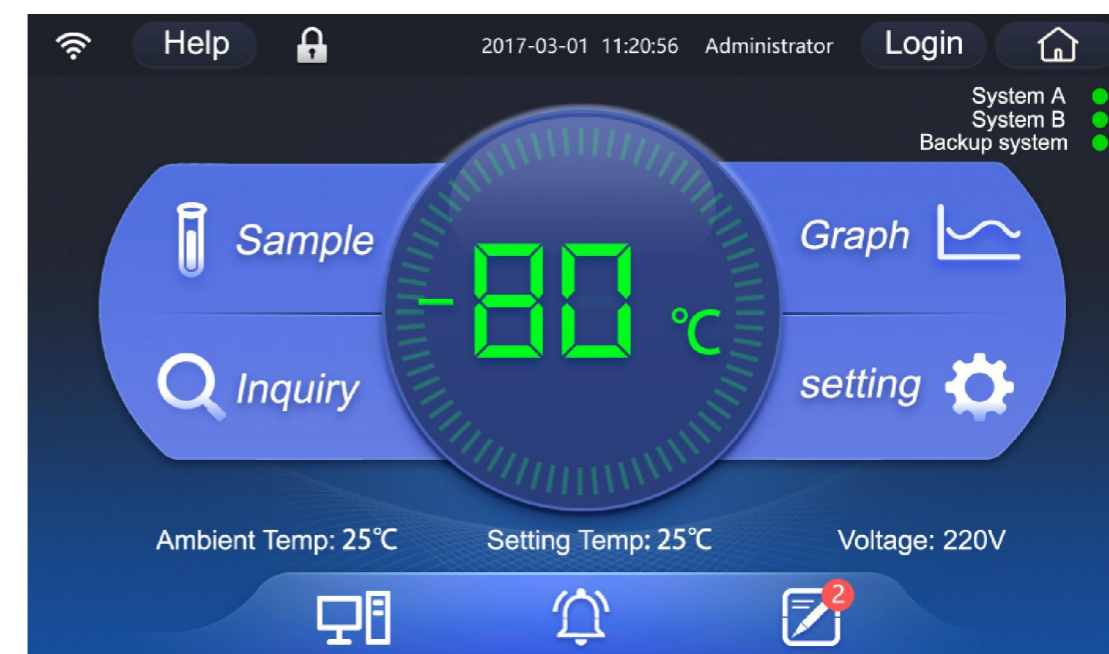 Help 2017-03-01 11:20:56 Administrator Login
System A
System B
Backup system
Sample
Graph
-80 ℃
Inquiry
setting
Ambient Temp: 25℃ Setting Temp: 25℃ Voltage: 220V
2